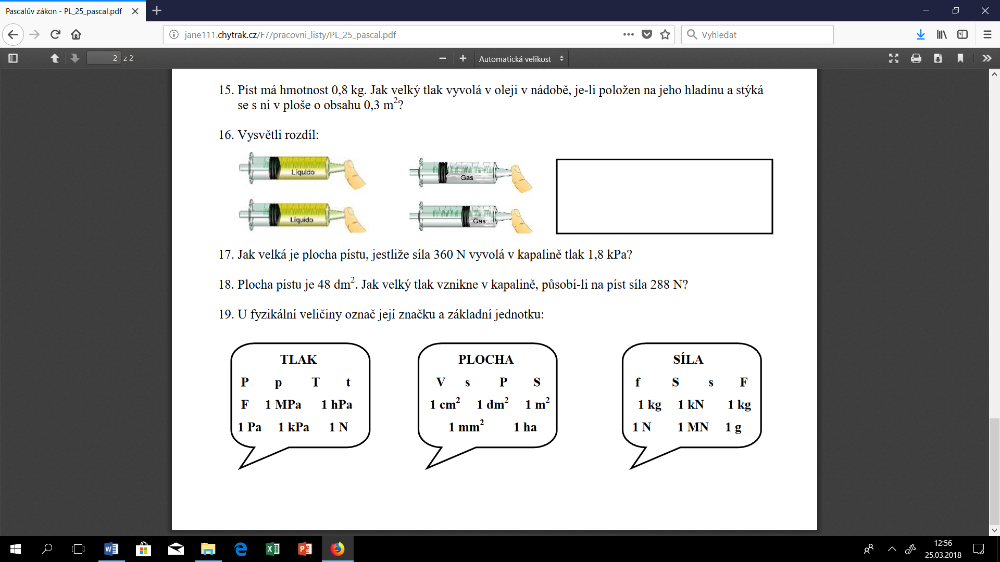 Pascalův zákon - PL_25_pascal.pdf
jane111.chytrak.cz/F7/pracovni_listy/PL_25_pascal.pdf
Vyhledat
2 z 2
Automatická velikost
15. Píst má hmotnost 0,8 kg. Jak velký tlak vyvolá v oleji v nádobě, je-li položen na jeho hladinu a stýká
se s ní v ploše o obsahu 0,3 m²?
16. Vysvětli rozdíl:
Líquido
Gas
Líquido
Gas
17. Jak velká je plocha pístu, jestliže síla 360 N vyvolá v kapalině tlak 1,8 kPa?
18. Plocha pístu je 48 dm². Jak velký tlak vznikne v kapalině, působí-li na píst síla 288 N?
19. U fyzikální veličiny označ její značku a základní jednotku:
TLAK
P p T t
F 1 MPa 1 hPa
1 Pa 1 kPa 1 N
PLOCHA
V s P S
1 cm² 1 dm² 1 m²
1 mm² 1 ha
SÍLA
f S s F
1 kg 1 kN 1 kg
1 N 1 MN 1 g
12:56
25.03.2018